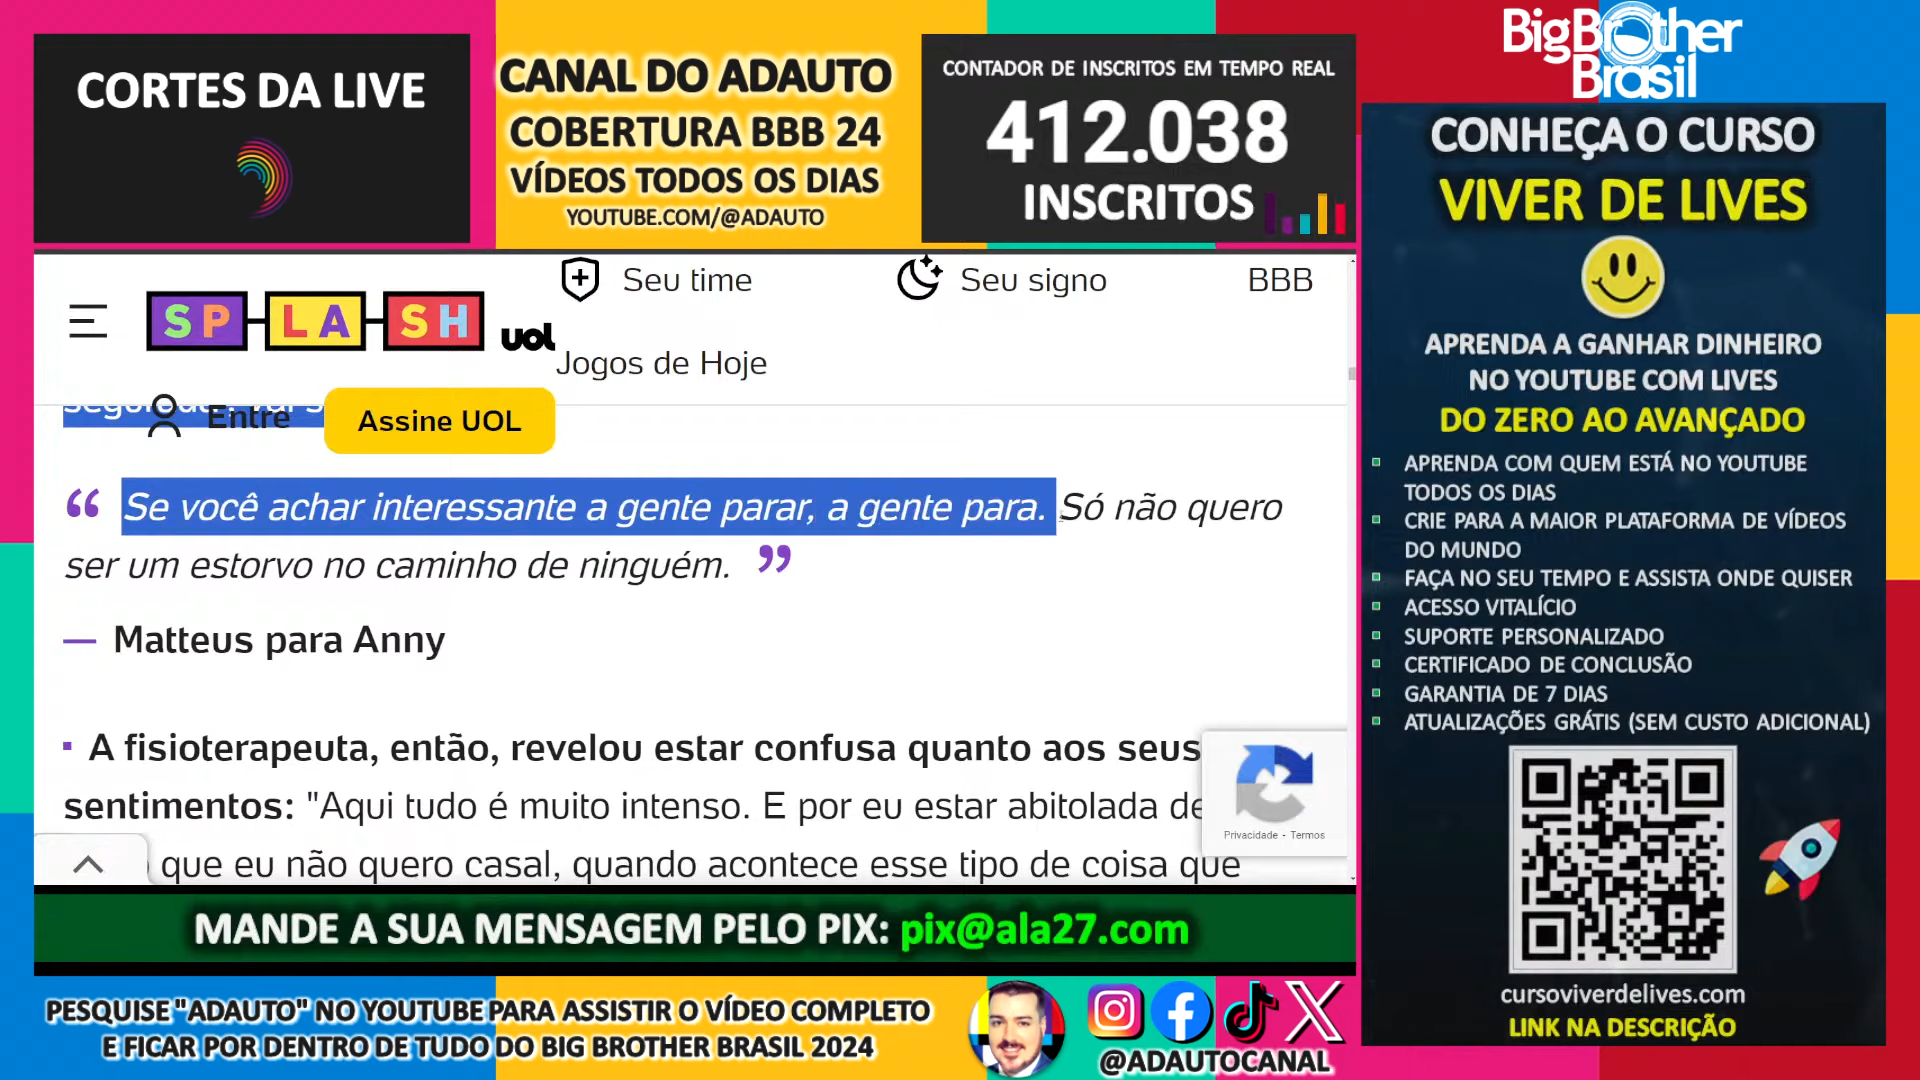 CORTES DA LIVE
CANAL DO ADAUTO
COBERTURA BBB 24
VÍDEOS TODOS OS DIAS
YOUTUBE.COM/@ADAUTO
CONTADOR DE INSCRITOS EM TEMPO REAL
412.038
INSCRITOS
BigBrother
Brasil
CONHEÇA O CURSO
VIVER DE LIVES
APRENDA A GANHAR DINHEIRO
NO YOUTUBE COM LIVES
DO ZERO AO AVANÇADO
APRENDA COM QUEM ESTÁ NO YOUTUBE
TODOS OS DIAS
CRIE PARA A MAIOR PLATAFORMA DE VÍDEOS
DO MUNDO
FAÇA NO SEU TEMPO E ASSISTA ONDE QUISER
ACESSO VITALÍCIO
SUPORTE PERSONALIZADO
CERTIFICADO DE CONCLUSÃO
GARANTIA DE 7 DIAS
ATUALIZAÇÕES GRÁTIS (SEM CUSTO ADICIONAL)
cursoviverdelives.com
LINK NA DESCRIÇÃO
Seu time
Seu signo
BBB
SPLASH
uol
Jogos de Hoje
Entre
Assine UOL
“ Se você achar interessante a gente parar, a gente para. Só não quero
ser um estorvo no caminho de ninguém. ”
— Matteus para Anny
A fisioterapeuta, então, revelou estar confusa quanto aos seus
sentimentos: "Aqui tudo é muito intenso. E por eu estar abitolada de
que eu não quero casal, quando acontece esse tipo de coisa que
Privacidade - Termos
MANDE A SUA MENSAGEM PELO PIX: pix@ala27.com
PESQUISE "ADAUTO" NO YOUTUBE PARA ASSISTIR O VÍDEO COMPLETO
E FICAR POR DENTRO DE TUDO DO BIG BROTHER BRASIL 2024
@ADAUTOCANAL